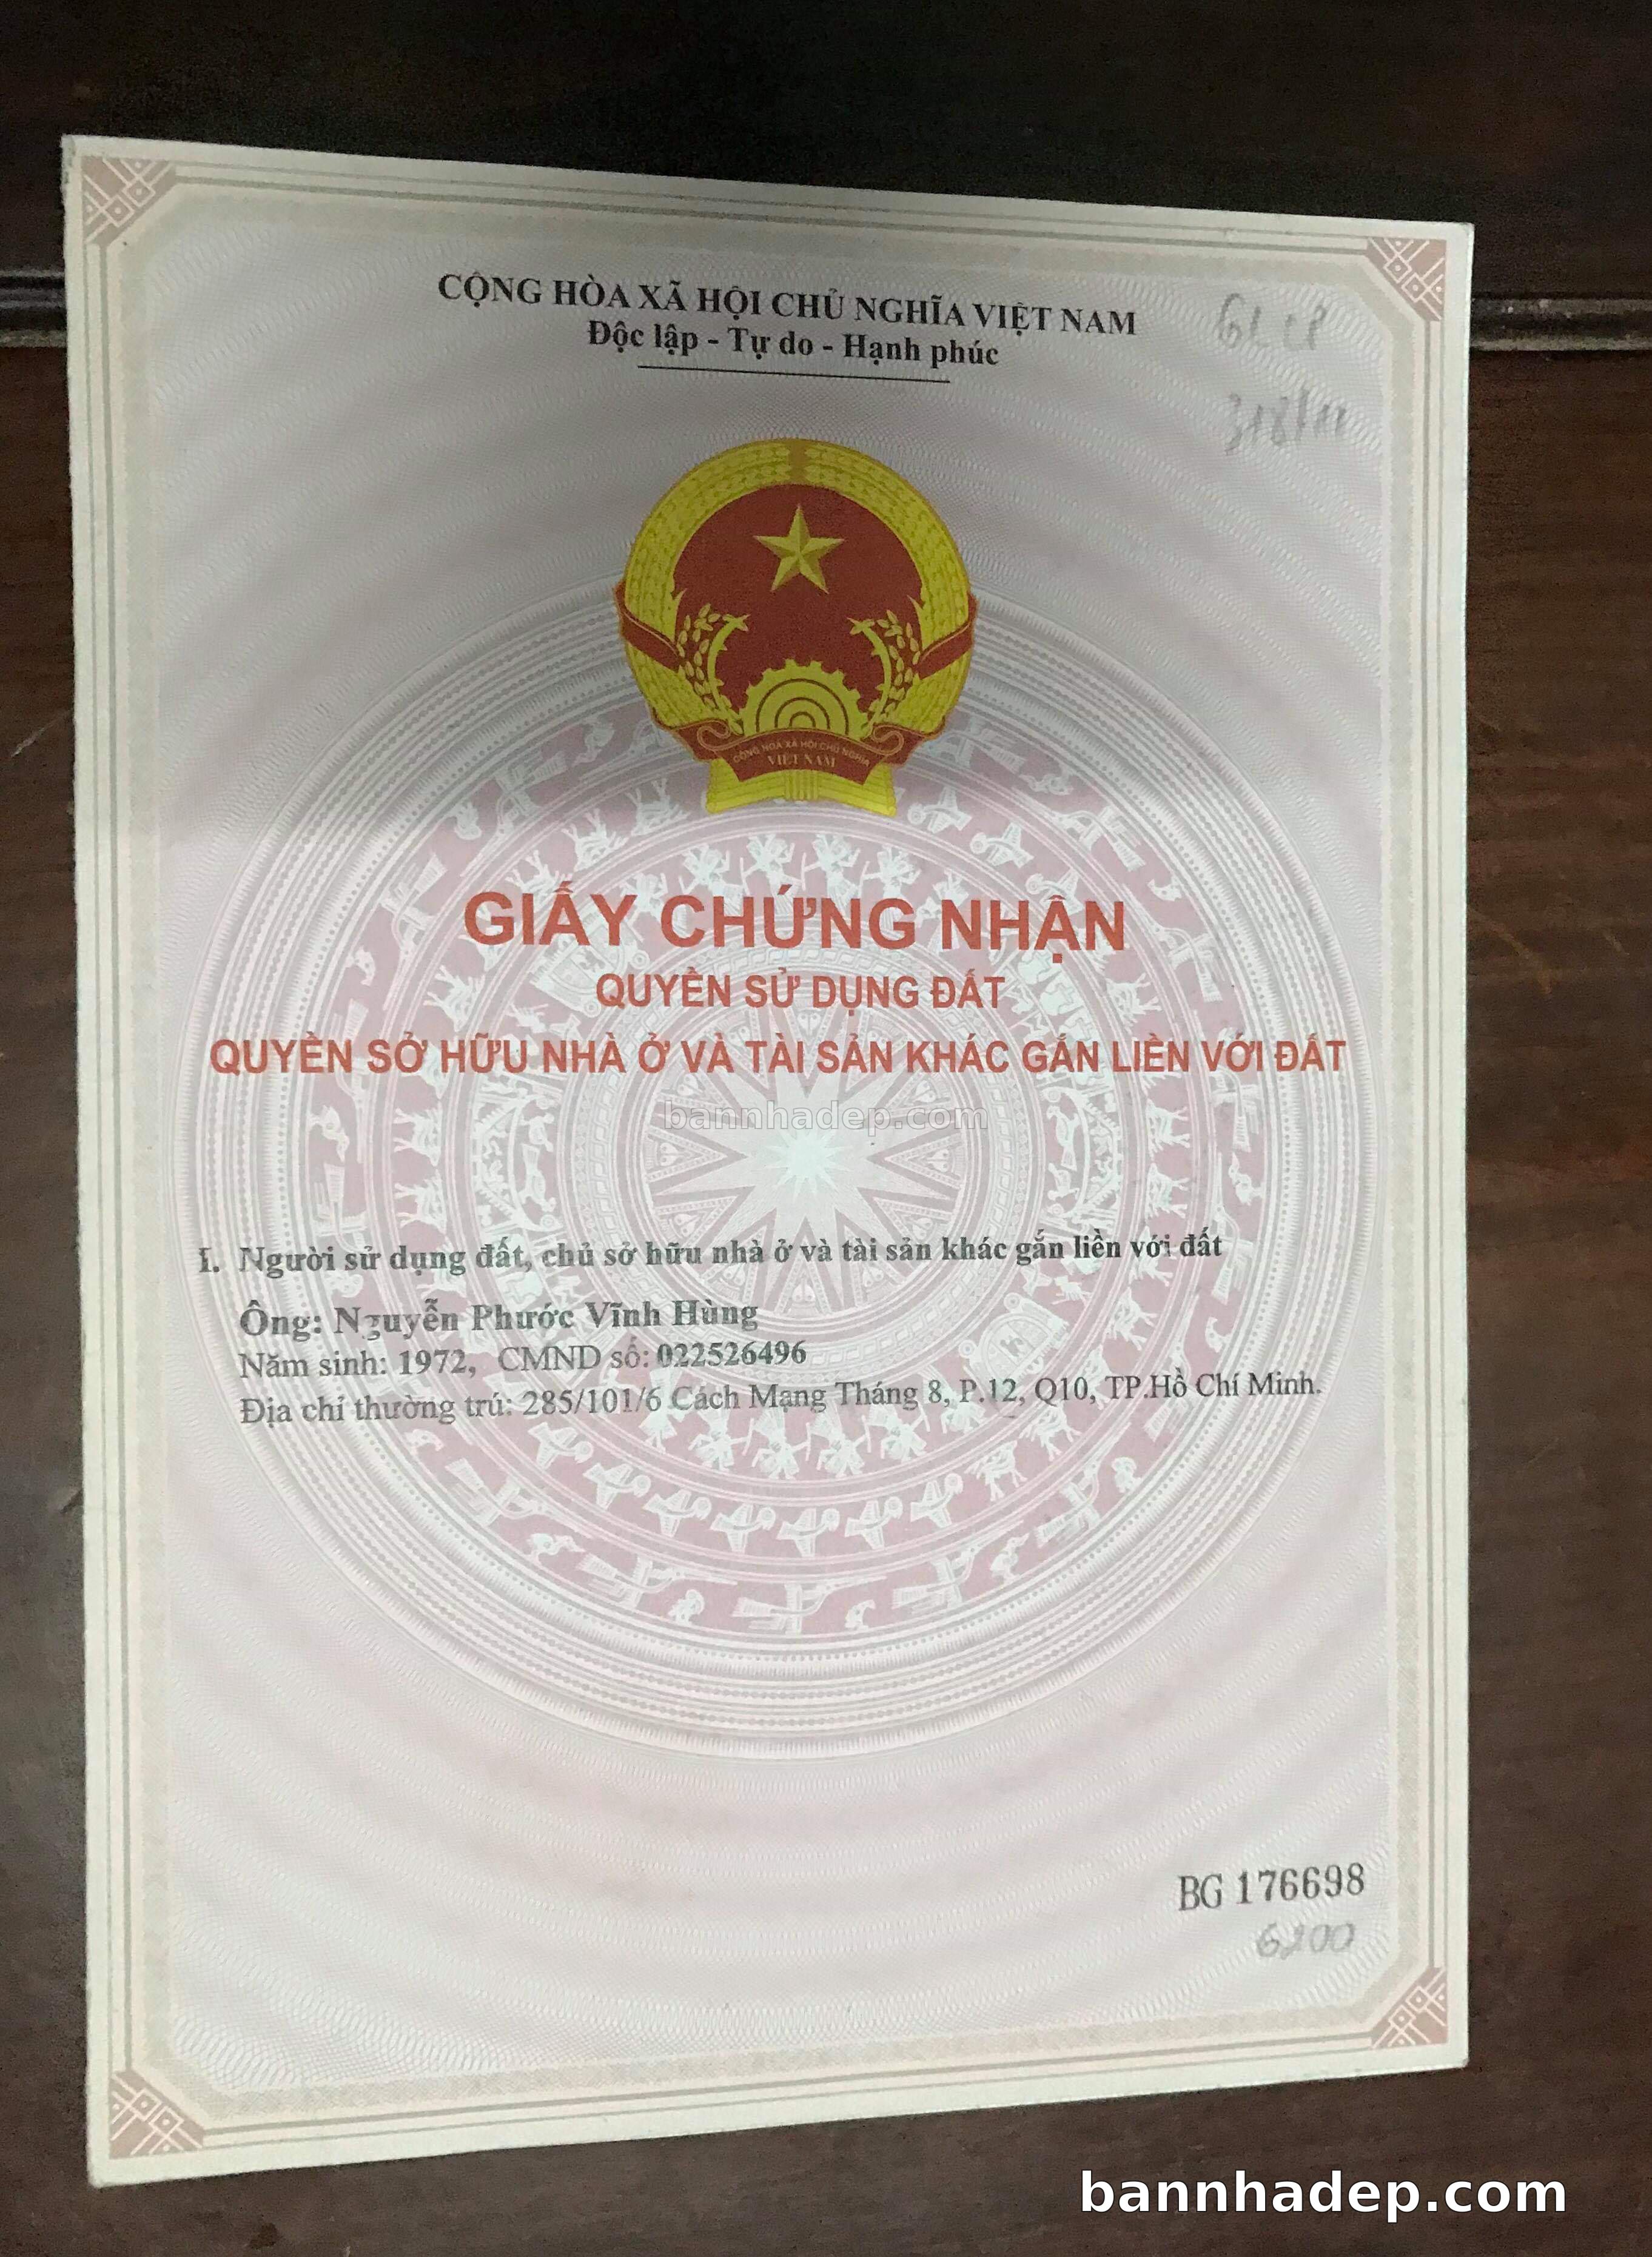 CỘNG HÒA XÃ HỘI CHỦ NGHĨA VIỆT NAM
Độc lập - Tự do - Hạnh phúc
CỘNG HOÀ XÃ HỘI CHỦ NGHĨA
VIỆT NAM
GIẤY CHỨNG NHẬN
QUYỀN SỬ DỤNG ĐẤT
QUYỀN SỞ HỮU NHÀ Ở VÀ TÀI SẢN KHÁC GẮN LIỀN VỚI ĐẤT
bannhadep.com
I. Người sử dụng đất, chủ sở hữu nhà ở và tài sản khác gắn liền với đất
Ông: Nguyễn Phước Vĩnh Hùng
Năm sinh: 1972, CMND số: 022526496
Địa chỉ thường trú: 285/101/6 Cách Mạng Tháng 8, P.12, Q10, TP.Hồ Chí Minh.
BG 176698
bannhadep.com